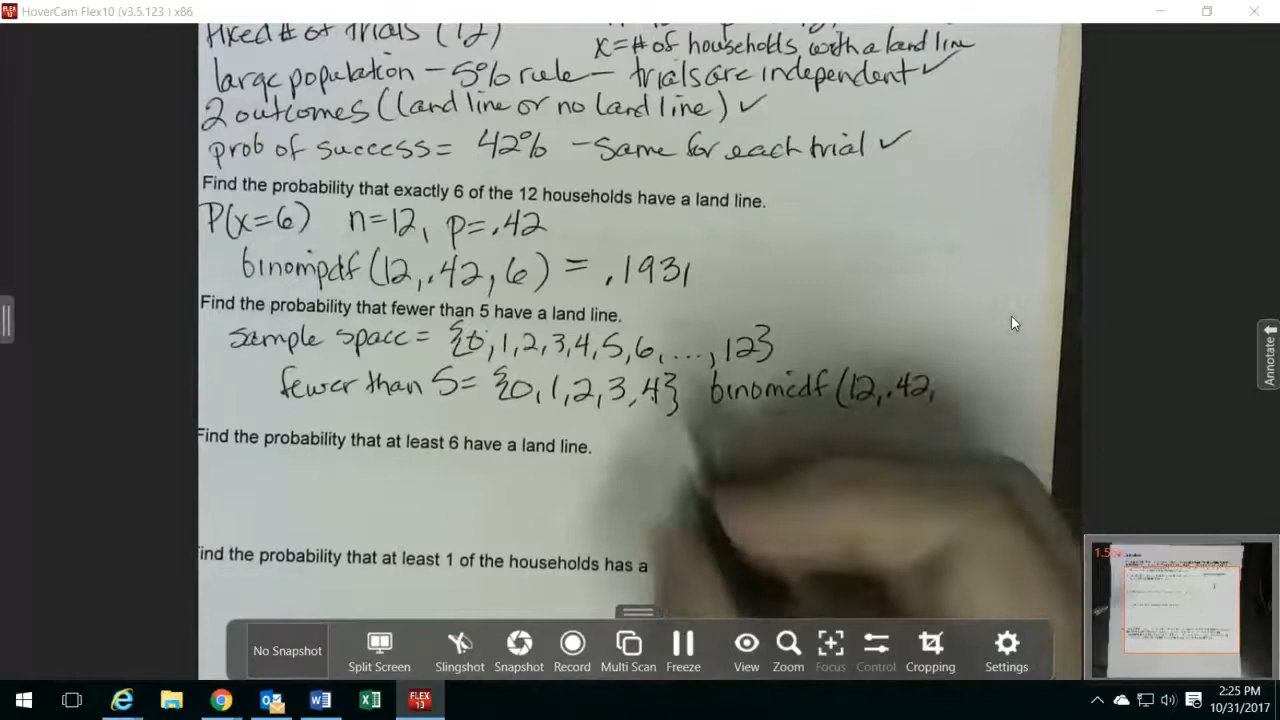 HoverCam Flex10 (v3.5.123 ) x86
fixed # of trials (12)
x = # of households with a land line
large population - 5% rule - trials are independent ✓
2 outcomes (land line or no land line) ✓
prob of success = 42% - same for each trial ✓
Find the probability that exactly 6 of the 12 households have a land line.
P(x=6) n=12, p=.42
binompdf (12, .42, 6) = .1931
Find the probability that fewer than 5 have a land line.
sample space = {0, 1, 2, 3, 4, 5, 6, ..., 12}
fewer than 5 = {0, 1, 2, 3, 4} binomcdf (12, .42,
Find the probability that at least 6 have a land line.
ind the probability that at least 1 of the households has a
Annotate
No Snapshot
Split Screen
Slingshot
Snapshot
Record
Multi Scan
Freeze
View
Zoom
Focus
Control
Cropping
Settings
FLEX
13
2:25 PM
10/31/2017